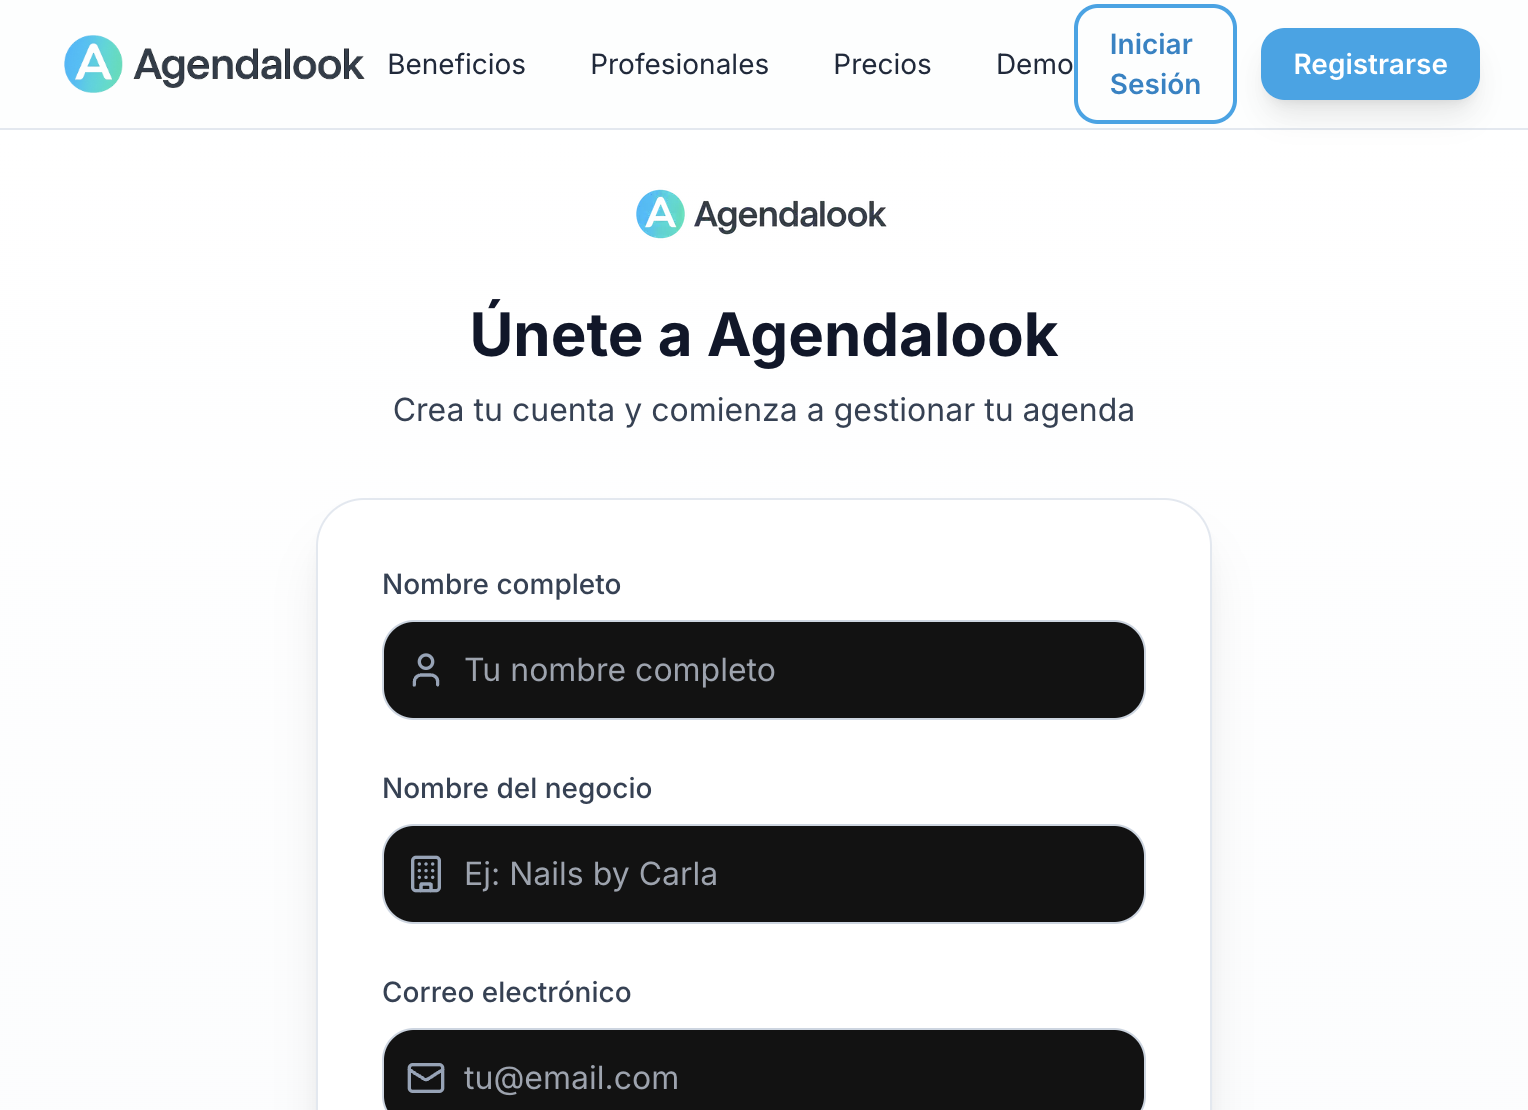 Agendalook Beneficios Profesionales Precios Demo Iniciar Sesión Registrarse
Agendalook
Únete a Agendalook
Crea tu cuenta y comienza a gestionar tu agenda
Nombre completo
Tu nombre completo
Nombre del negocio
Ej: Nails by Carla
Correo electrónico
tu@email.com